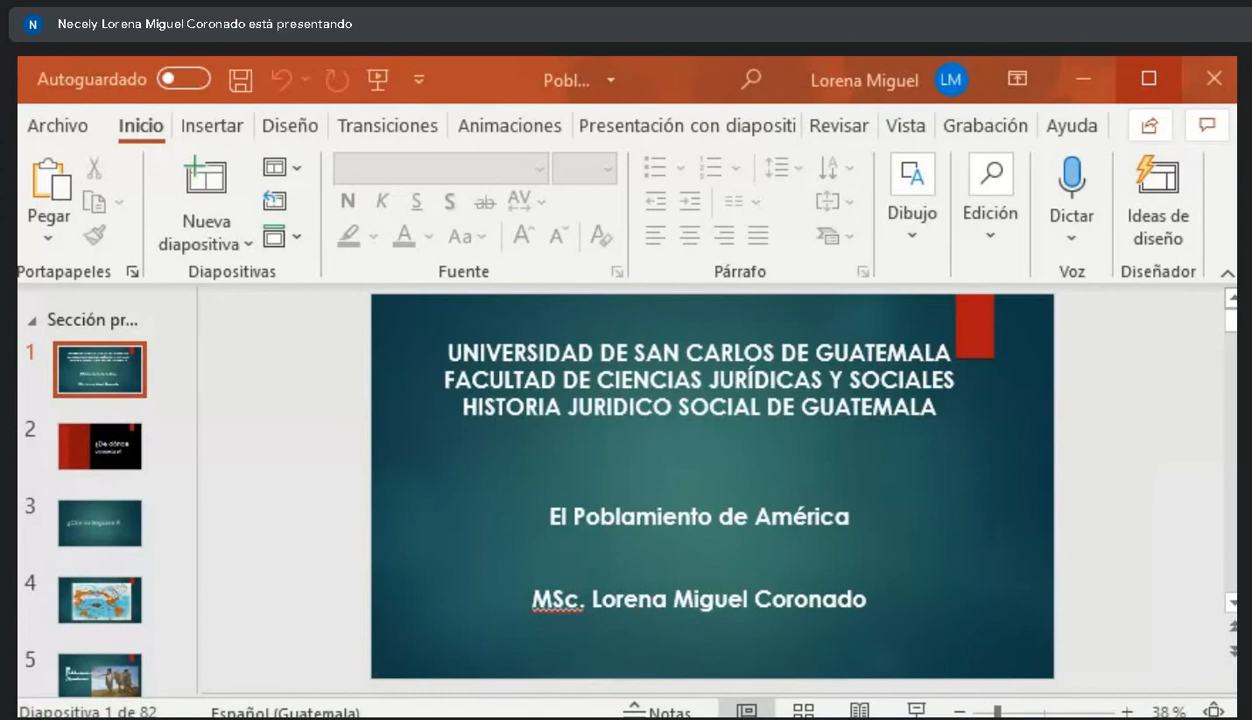 N Necely Lorena Miguel Coronado está presentando
Autoguardado Pobl... Lorena Miguel LM
Archivo Inicio Insertar Diseño Transiciones Animaciones Presentación con diapositi Revisar Vista Grabación Ayuda
Pegar Nueva diapositiva N K S S ab AV Aa A A A Dibujo Edición Dictar Ideas de diseño
Portapapeles Diapositivas Fuente Párrafo Voz Diseñador
Sección pr...
1
2
¿De dónde
3
4
5
UNIVERSIDAD DE SAN CARLOS DE GUATEMALA
FACULTAD DE CIENCIAS JURÍDICAS Y SOCIALES
HISTORIA JURIDICO SOCIAL DE GUATEMALA
El Poblamiento de América
MSc. Lorena Miguel Coronado
Diapositiva 1 de 82 Español (Guatemala) Notas 38 %